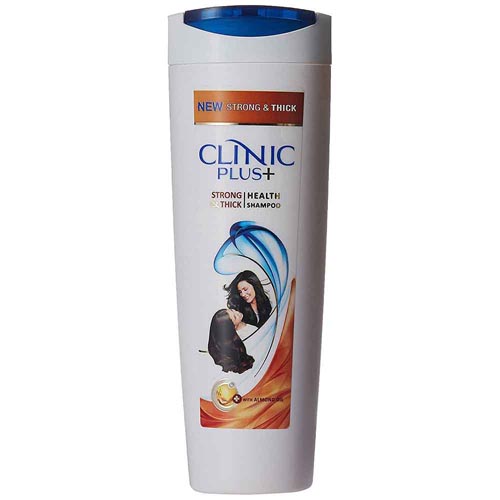 NEW STRONG & THICK
CLINIC
PLUS+
STRONG HEALTH
& THICK SHAMPOO
WITH ALMOND OIL